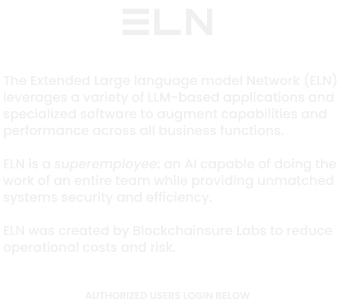 ELN
The Extended Large language model Network (ELN)
leverages a variety of LLM-based applications and
specialized software to augment capabilities and
performance across all business functions.
ELN is a superemployee: an AI capable of doing the
work of an entire team while providing unmatched
systems security and efficiency.
ELN was created by Blockchainsure Labs to reduce
operational costs and risk.
AUTHORIZED USERS LOGIN BELOW